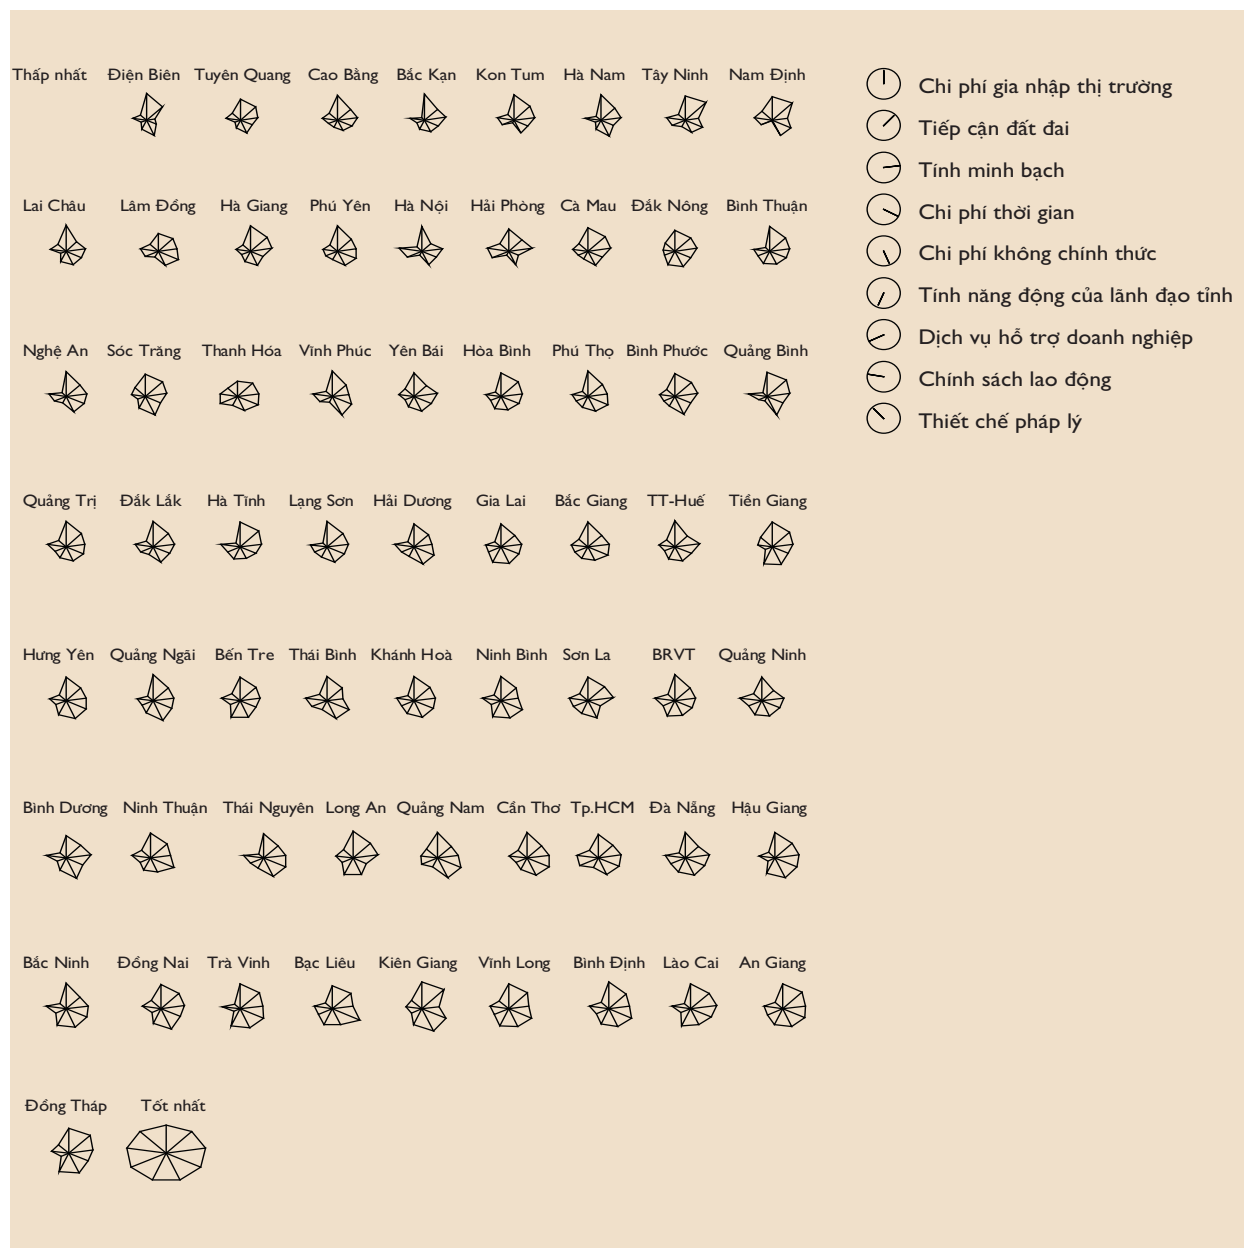 Thấp nhất Điện Biên Tuyên Quang Cao Bằng Bắc Kạn Kon Tum Hà Nam Tây Ninh Nam Định
Lai Châu Lâm Đồng Hà Giang Phú Yên Hà Nội Hải Phòng Cà Mau Đắk Nông Bình Thuận
Nghệ An Sóc Trăng Thanh Hóa Vĩnh Phúc Yên Bái Hòa Bình Phú Thọ Bình Phước Quảng Bình
Quảng Trị Đắk Lắk Hà Tĩnh Lạng Sơn Hải Dương Gia Lai Bắc Giang TT-Huế Tiền Giang
Hưng Yên Quảng Ngãi Bến Tre Thái Bình Khánh Hoà Ninh Bình Sơn La BRVT Quảng Ninh
Bình Dương Ninh Thuận Thái Nguyên Long An Quảng Nam Cần Thơ Tp.HCM Đà Nẵng Hậu Giang
Bắc Ninh Đồng Nai Trà Vinh Bạc Liêu Kiên Giang Vĩnh Long Bình Định Lào Cai An Giang
Đồng Tháp Tốt nhất
Chi phí gia nhập thị trường
Tiếp cận đất đai
Tính minh bạch
Chi phí thời gian
Chi phí không chính thức
Tính năng động của lãnh đạo tỉnh
Dịch vụ hỗ trợ doanh nghiệp
Chính sách lao động
Thiết chế pháp lý